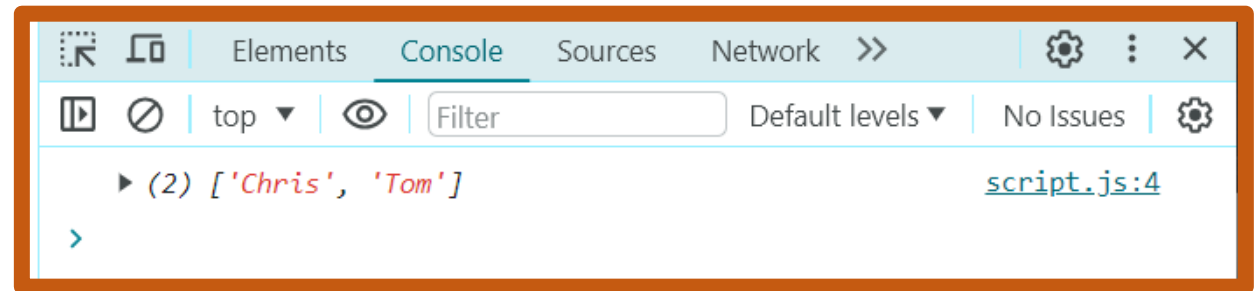 Elements Console Sources Network
top Filter Default levels No Issues
(2) ['Chris', 'Tom'] script.js:4